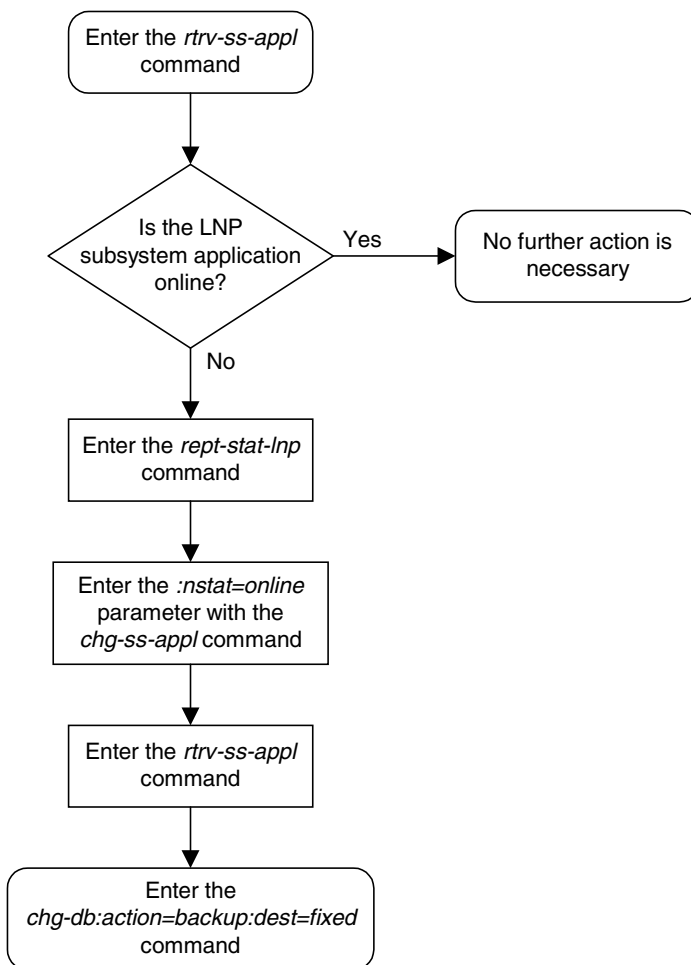 Enter the rtrv-ss-appl
command
Is the LNP
subsystem application
online?
Yes
No further action is
necessary
No
Enter the rept-stat-lnp
command
Enter the :nstat=online
parameter with the
chg-ss-appl command
Enter the rtrv-ss-appl
command
Enter the
chg-db:action=backup:dest=fixed
command